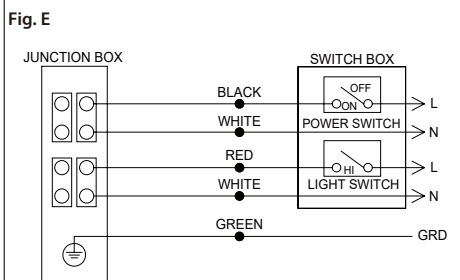 Fig. E
JUNCTION BOX
SWITCH BOX
BLACK
OFF
ON
L
WHITE
POWER SWITCH
N
RED
HI
L
WHITE
LIGHT SWITCH
N
GREEN
GRD